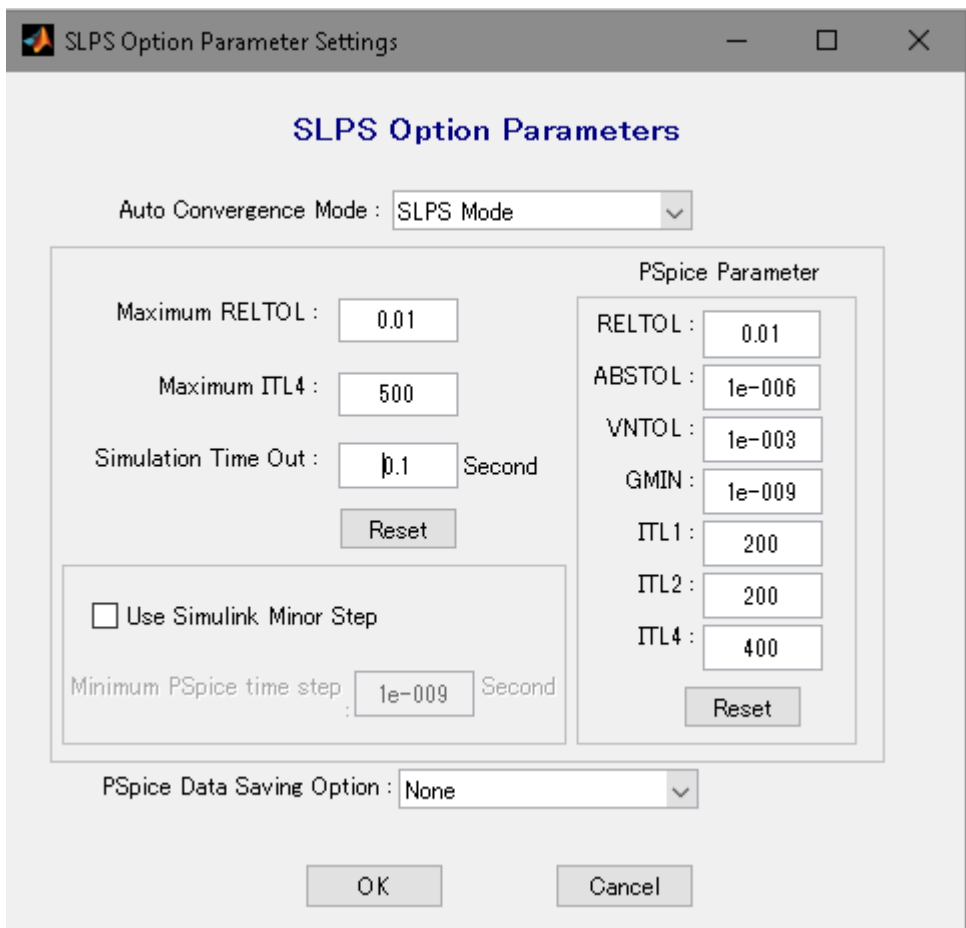 SLPS Option Parameter Settings
SLPS Option Parameters
Auto Convergence Mode : SLPS Mode
Maximum RELTOL : 0.01
Maximum ITL4 : 500
Simulation Time Out : 0.1 Second
Reset
Use Simulink Minor Step
Minimum PSpice time step : 1e-009 Second
PSpice Parameter
RELTOL : 0.01
ABSTOL : 1e-006
VNTOL : 1e-003
GMIN : 1e-009
ITL1 : 200
ITL2 : 200
ITL4 : 400
Reset
PSpice Data Saving Option : None
OK Cancel